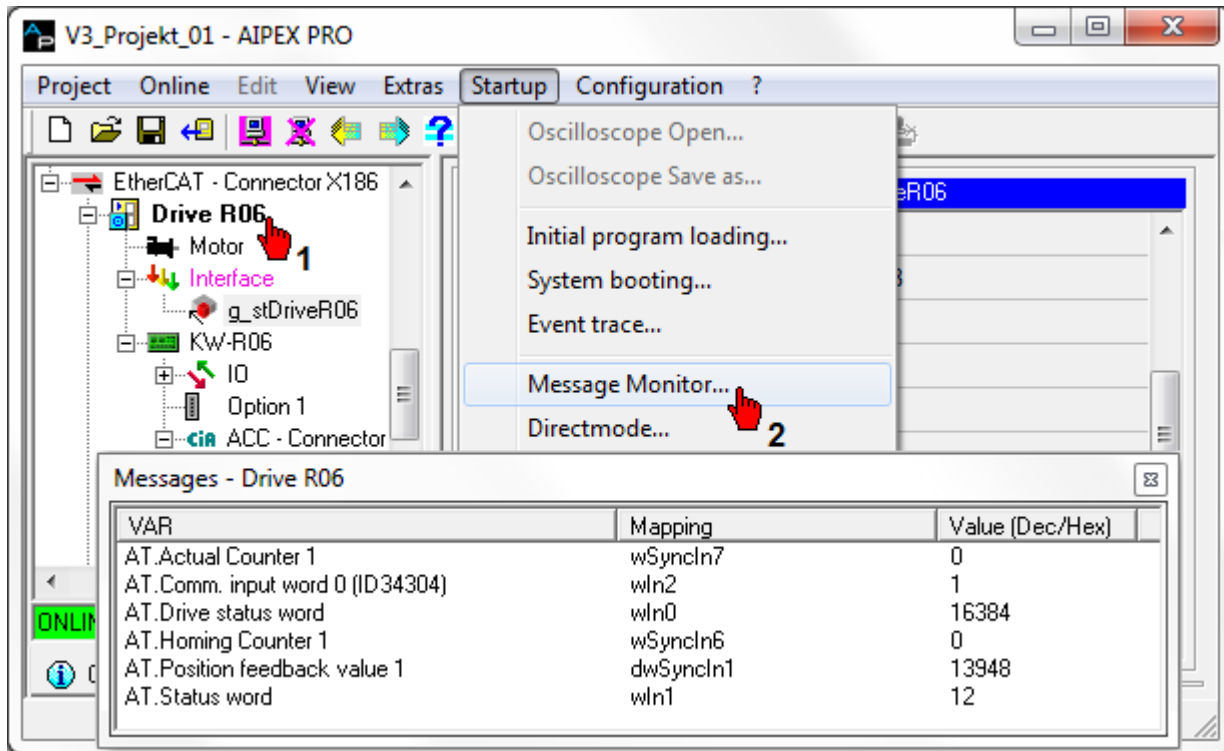 V3_Projekt_01 - AIPEX PRO
Project Online Edit View Extras Startup Configuration ?
Oscilloscope Open...
Oscilloscope Save as...
Initial program loading...
System booting...
Event trace...
Message Monitor...
2
Directmode...
EtherCAT - Connector X186
Drive R06
1
Motor
Interface
g_stDriveR06
KW-R06
IO
Option 1
CiA ACC - Connector
eR06
Messages - Drive R06
VAR Mapping Value (Dec/Hex)
AT.Actual Counter 1 wSyncIn7 0
AT.Comm. input word 0 (ID34304) wIn2 1
AT.Drive status word wIn0 16384
AT.Homing Counter 1 wSyncIn6 0
AT.Position feedback value 1 dwSyncIn1 13948
AT.Status word wIn1 12